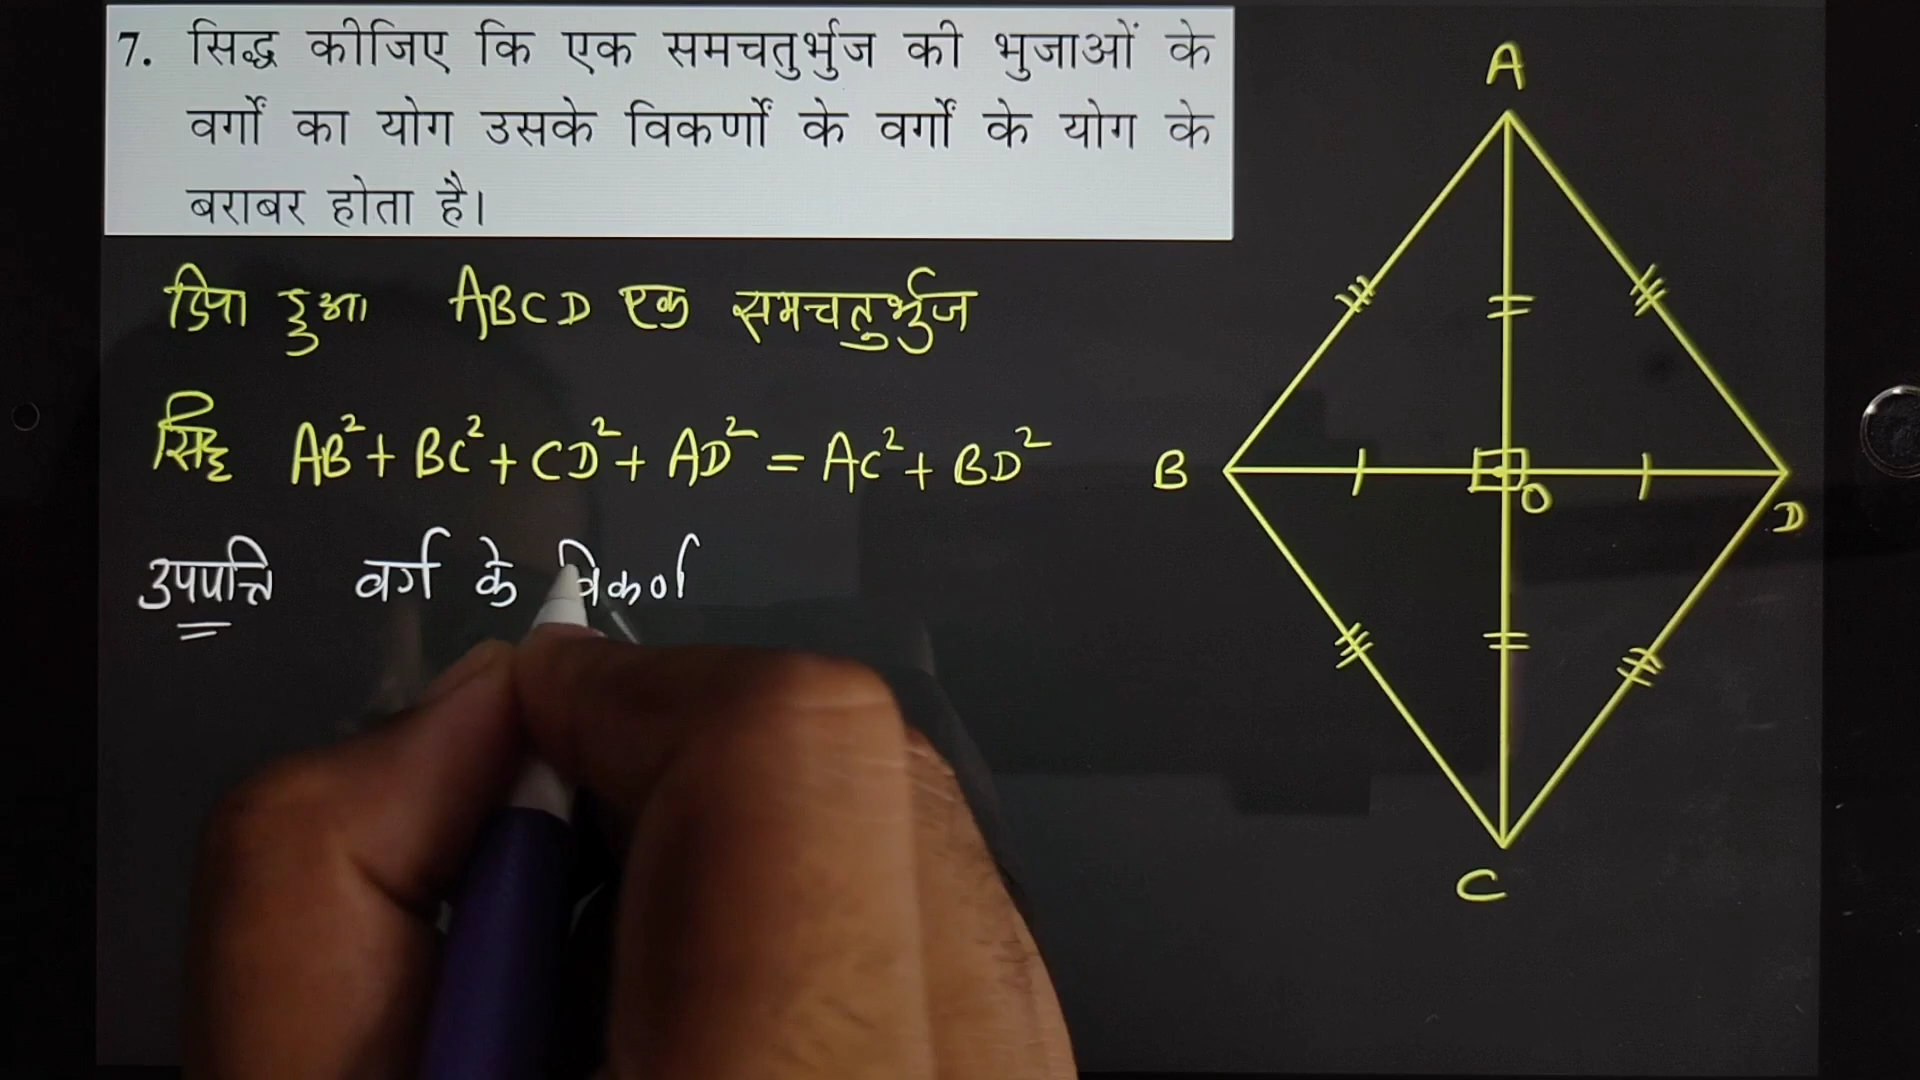 7. सिद्ध कीजिए कि एक समचतुर्भुज की भुजाओं के
वर्गों का योग उसके विकर्णों के वर्गों के योग के
बराबर होता है।
दिया हुआ ABCD एक समचतुर्भुज
सिद्ध AB²+ BC²+ CD²+ AD² = AC²+ BD²
उपपत्ति वर्ग के विकर्ण
A
B
O
D
C